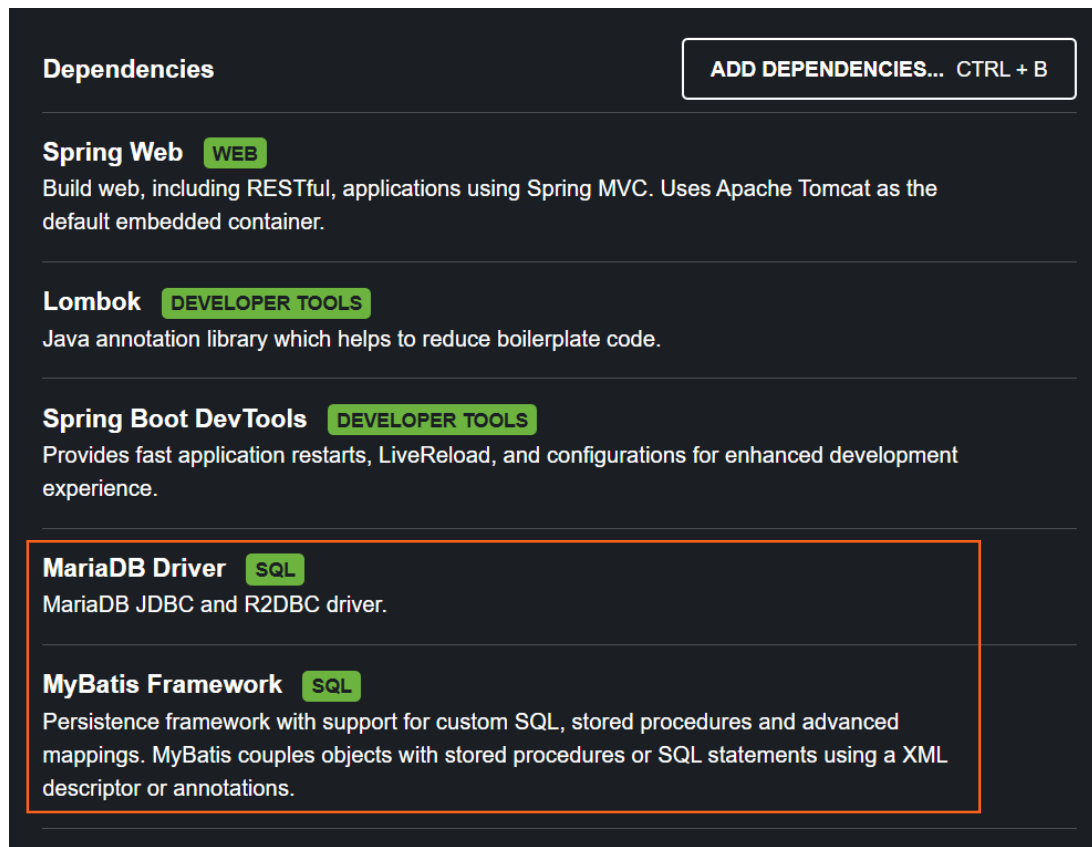 Dependencies
ADD DEPENDENCIES... CTRL + B
Spring Web WEB
Build web, including RESTful, applications using Spring MVC. Uses Apache Tomcat as the
default embedded container.
Lombok DEVELOPER TOOLS
Java annotation library which helps to reduce boilerplate code.
Spring Boot DevTools DEVELOPER TOOLS
Provides fast application restarts, LiveReload, and configurations for enhanced development
experience.
MariaDB Driver SQL
MariaDB JDBC and R2DBC driver.
MyBatis Framework SQL
Persistence framework with support for custom SQL, stored procedures and advanced
mappings. MyBatis couples objects with stored procedures or SQL statements using a XML
descriptor or annotations.